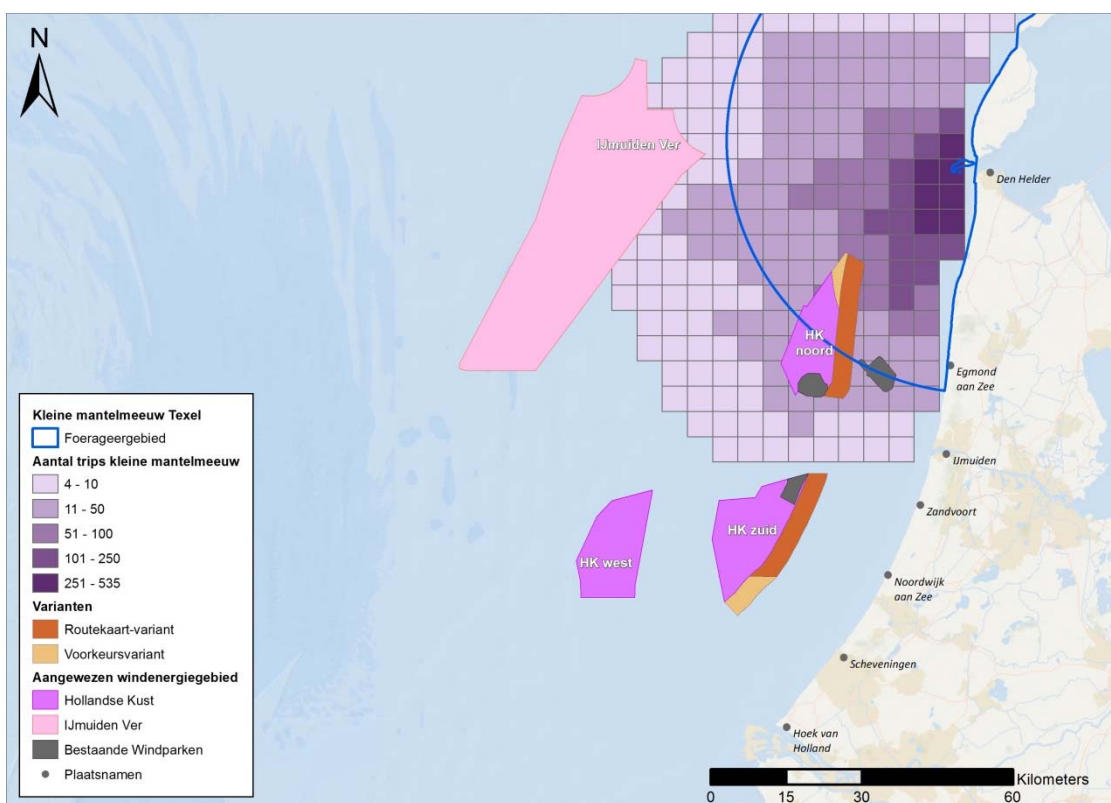 N
IJmuiden Ver
Den Helder
HK
noord
Egmond
aan Zee
IJmuiden
Zandvoort
HK zuid
HK west
Noordwijk
aan Zee
Scheveningen
Hoek van
Holland
Kleine mantelmeeuw Texel
Foerageergebied
Aantal trips kleine mantelmeeuw
4 - 10
11 - 50
51 - 100
101 - 250
251 - 535
Varianten
Routekaart-variant
Voorkeursvariant
Aangewezen windenergiegebied
Hollandse Kust
IJmuiden Ver
Bestaande Windparken
Plaatsnamen
Kilometers
0 15 30 60